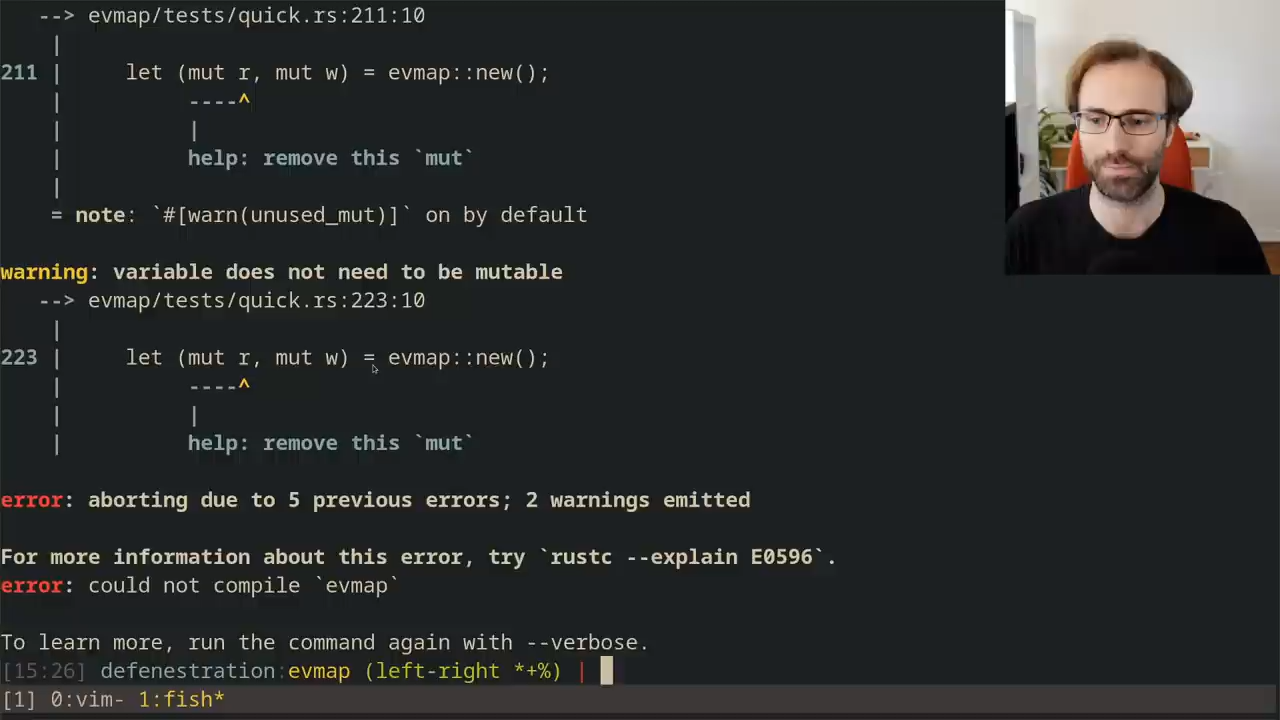 --> evmap/tests/quick.rs:211:10
|
211 |     let (mut r, mut w) = evmap::new();
|          ----^
|          |
|          help: remove this `mut`
|
= note: `#[warn(unused_mut)]` on by default
warning: variable does not need to be mutable
--> evmap/tests/quick.rs:223:10
|
223 |     let (mut r, mut w) = evmap::new();
|          ----^
|          |
|          help: remove this `mut`
error: aborting due to 5 previous errors; 2 warnings emitted
For more information about this error, try `rustc --explain E0596`.
error: could not compile `evmap`
To learn more, run the command again with --verbose.
[15:26] defenestration:evmap (left-right *+%) |
[1] 0:vim- 1:fish*